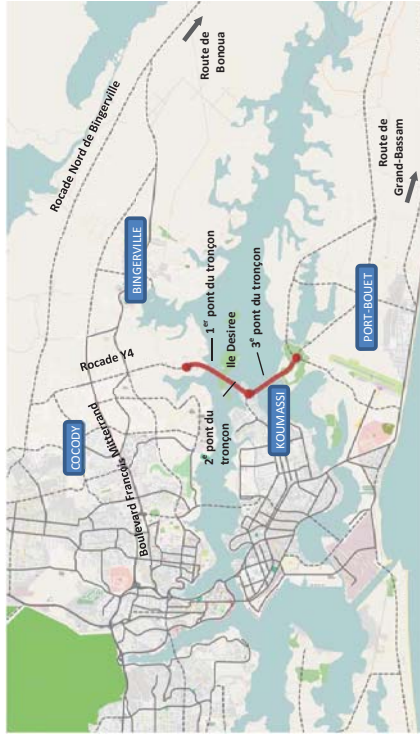 Route de
Bonoua
Rocade Nord de Bingerville
BINGERVILLE
Rocade Y4
1er pont du tronçon
Ile Desiree
3e pont du tronçon
Route de
Grand-Bassam
PORT-BOUET
COCODY
Boulevard François Mitterrand
2e pont du
tronçon
KOUMASSI